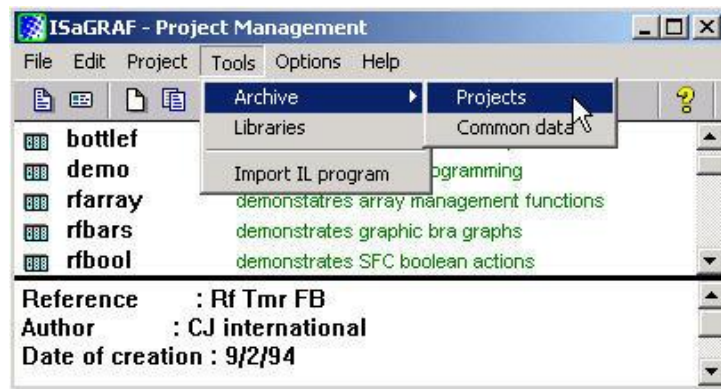 ISaGRAF - Project Management
File Edit Project Tools Options Help
Archive Projects
bottlef Libraries Common data
demo Import IL program ogramming
rfarray demonstatres array management functions
rfbars demonstrates graphic bra graphs
rfbool demonstrates SFC boolean actions
Reference : Rf Tmr FB
Author : CJ international
Date of creation : 9/2/94